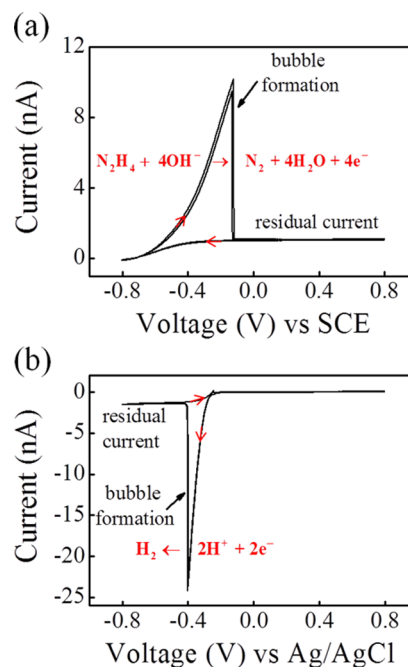 (a)
12
8
4
0
Current (nA)
bubble
formation
N₂H₄ + 4OH⁻ → N₂ + 4H₂O + 4e⁻
residual current
-0.8 -0.4 0.0 0.4 0.8
Voltage (V) vs SCE
(b)
0
-5
-10
-15
-20
-25
Current (nA)
residual
current
bubble
formation
H₂ ← 2H⁺ + 2e⁻
-0.8 -0.4 0.0 0.4 0.8
Voltage (V) vs Ag/AgCl